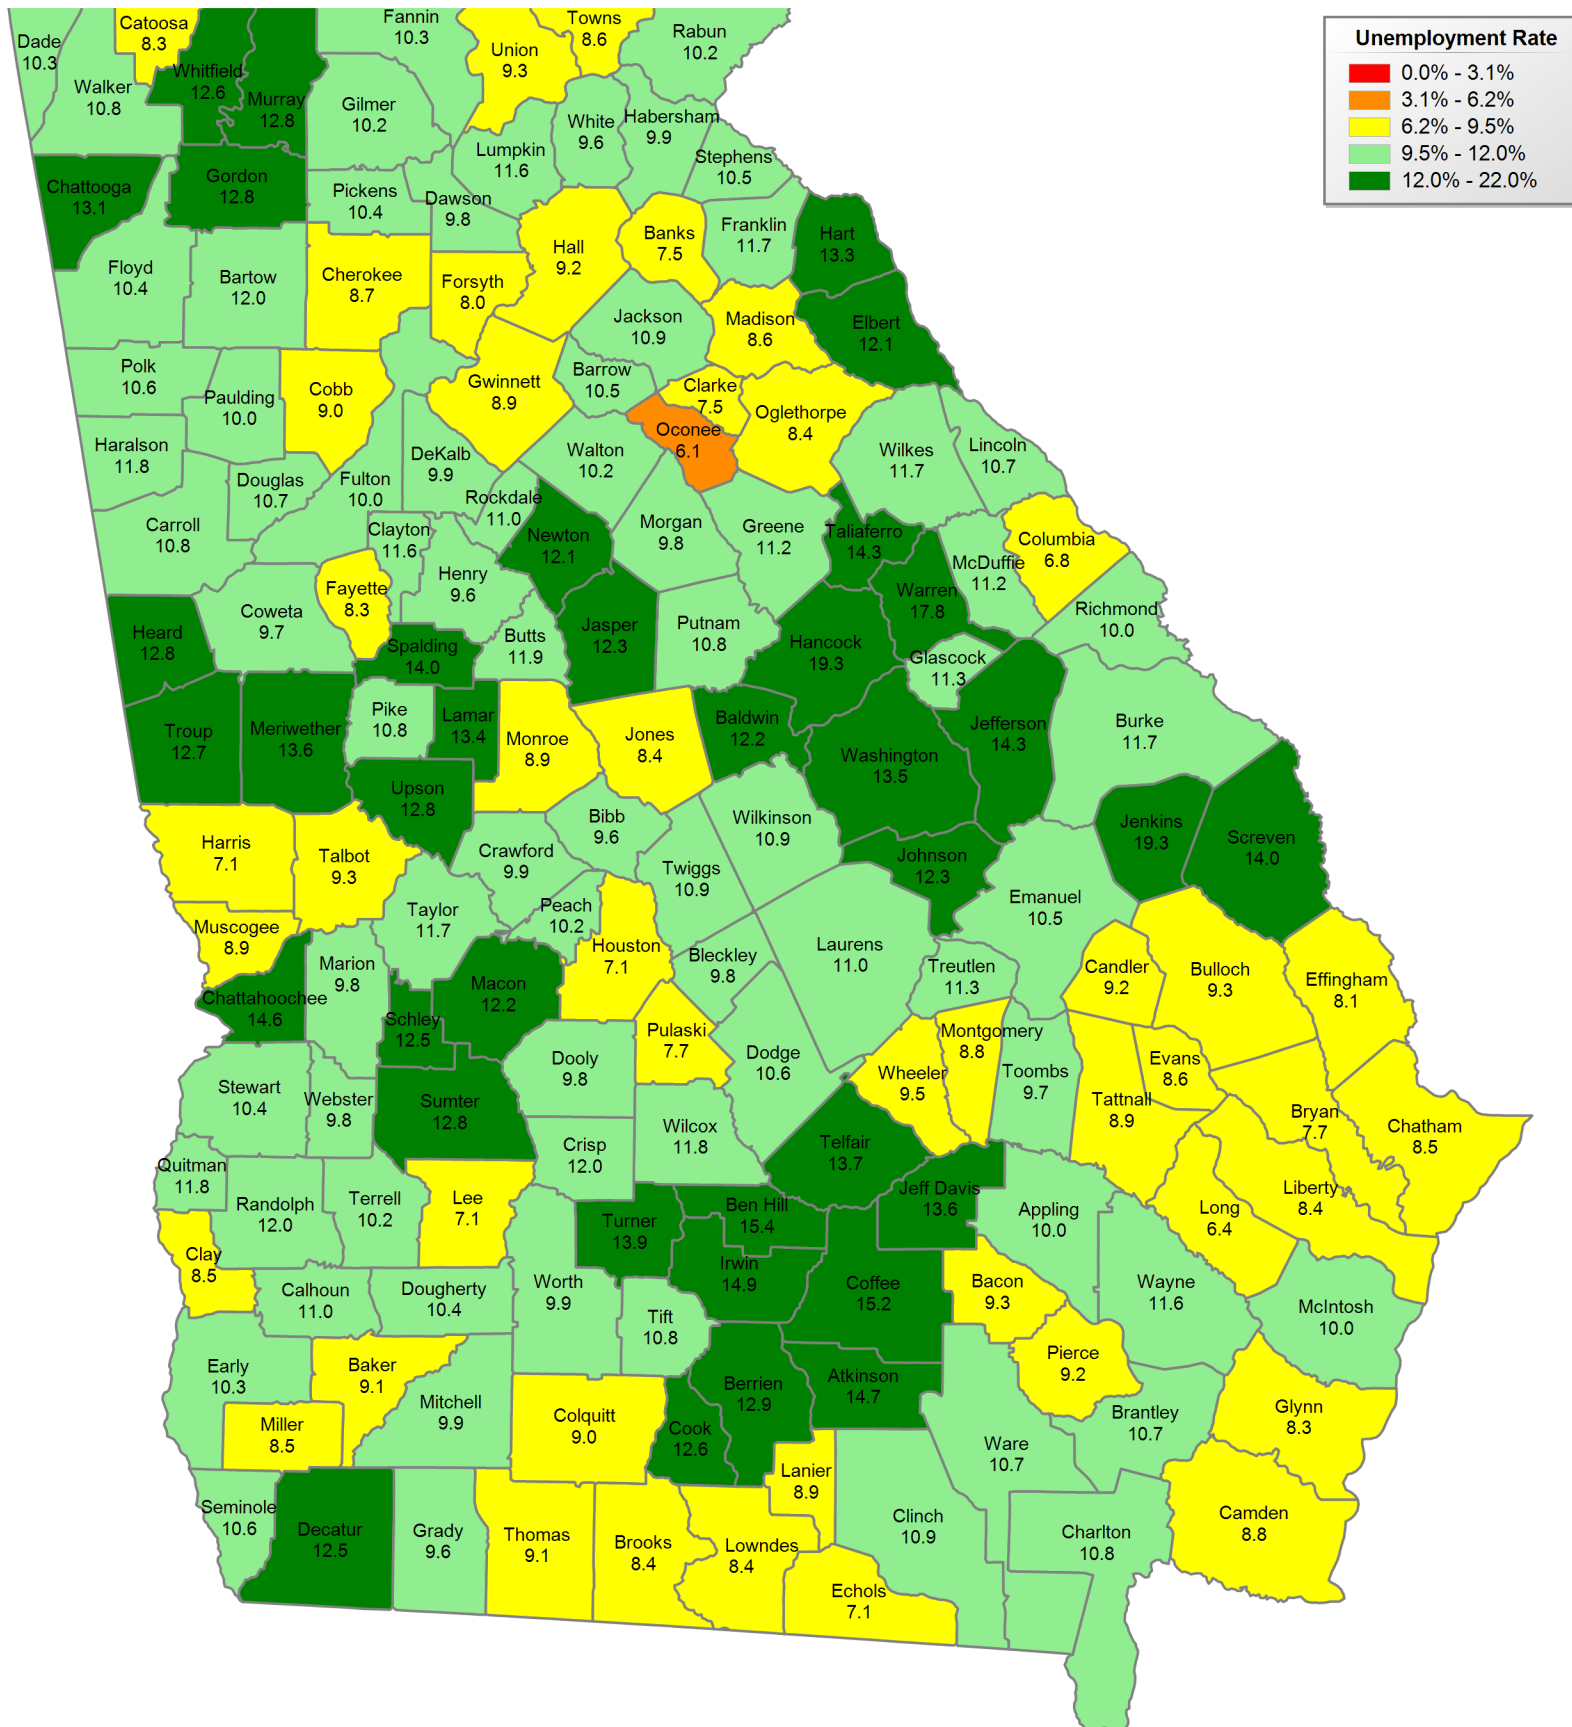 Unemployment Rate
0.0% - 3.1%
3.1% - 6.2%
6.2% - 9.5%
9.5% - 12.0%
12.0% - 22.0%
Dade
10.3
Catoosa
8.3
Fannin
10.3
Union
9.3
Towns
8.6
Rabun
10.2
Walker
10.8
Whitfield
12.6
Murray
12.8
Gilmer
10.2
White
9.6
Habersham
9.9
Lumpkin
11.6
Stephens
10.5
Chattooga
13.1
Gordon
12.8
Pickens
10.4
Dawson
9.8
Hall
9.2
Banks
7.5
Franklin
11.7
Hart
13.3
Floyd
10.4
Bartow
12.0
Cherokee
8.7
Forsyth
8.0
Jackson
10.9
Madison
8.6
Elbert
12.1
Polk
10.6
Paulding
10.0
Cobb
9.0
Gwinnett
8.9
Barrow
10.5
Clarke
7.5
Oglethorpe
8.4
Oconee
6.1
Haralson
11.8
Douglas
10.7
Fulton
10.0
DeKalb
9.9
Rockdale
11.0
Walton
10.2
Wilkes
11.7
Lincoln
10.7
Carroll
10.8
Clayton
11.6
Newton
12.1
Morgan
9.8
Greene
11.2
Taliaferro
14.3
McDuffie
11.2
Columbia
6.8
Coweta
9.7
Fayette
8.3
Henry
9.6
Warren
17.8
Richmond
10.0
Heard
12.8
Spalding
14.0
Butts
11.9
Jasper
12.3
Putnam
10.8
Hancock
19.3
Glascock
11.3
Troup
12.7
Meriwether
13.6
Pike
10.8
Lamar
13.4
Monroe
8.9
Jones
8.4
Baldwin
12.2
Washington
13.5
Jefferson
14.3
Burke
11.7
Upson
12.8
Bibb
9.6
Wilkinson
10.9
Jenkins
19.3
Screven
14.0
Harris
7.1
Talbot
9.3
Crawford
9.9
Twiggs
10.9
Johnson
12.3
Emanuel
10.5
Taylor
11.7
Peach
10.2
Muscogee
8.9
Marion
9.8
Houston
7.1
Bleckley
9.8
Laurens
11.0
Treutlen
11.3
Candler
9.2
Bulloch
9.3
Effingham
8.1
Chattahoochee
14.6
Macon
12.2
Schley
12.5
Pulaski
7.7
Dodge
10.6
Montgomery
8.8
Wheeler
9.5
Toombs
9.7
Evans
8.6
Tattnall
8.9
Bryan
7.7
Chatham
8.5
Stewart
10.4
Webster
9.8
Sumter
12.8
Dooly
9.8
Crisp
12.0
Wilcox
11.8
Telfair
13.7
Quitman
11.8
Randolph
12.0
Terrell
10.2
Lee
7.1
Turner
13.9
Ben Hill
15.4
Jeff Davis
13.6
Appling
10.0
Long
6.4
Liberty
8.4
Clay
8.5
Calhoun
11.0
Dougherty
10.4
Worth
9.9
Irwin
14.9
Coffee
15.2
Bacon
9.3
Wayne
11.6
McIntosh
10.0
Tift
10.8
Early
10.3
Baker
9.1
Mitchell
9.9
Berrien
12.9
Atkinson
14.7
Pierce
9.2
Brantley
10.7
Glynn
8.3
Miller
8.5
Colquitt
9.0
Cook
12.6
Ware
10.7
Lanier
8.9
Seminole
10.6
Decatur
12.5
Grady
9.6
Thomas
9.1
Brooks
8.4
Lowndes
8.4
Clinch
10.9
Charlton
10.8
Camden
8.8
Echols
7.1